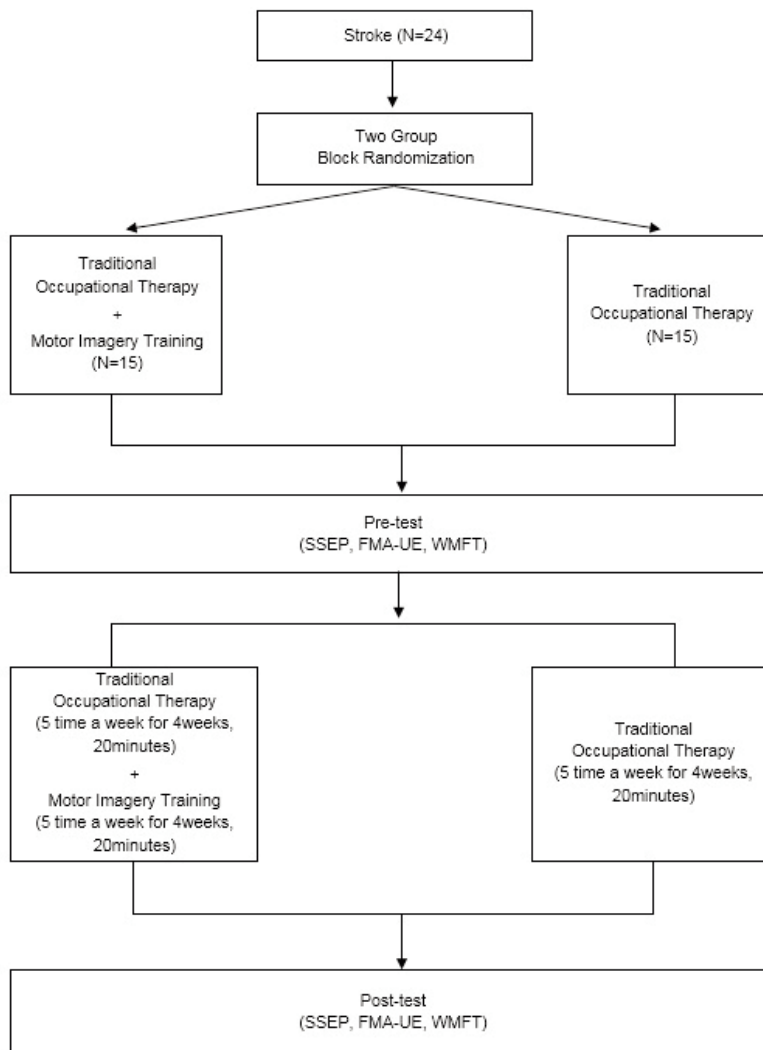 Stroke (N=24)
Two Group
Block Randomization
Traditional
Occupational Therapy
+
Motor Imagery Training
(N=15)
Traditional
Occupational Therapy
(N=15)
Pre-test
(SSEP, FMA-UE, WMFT)
Traditional
Occupational Therapy
(5 time a week for 4weeks,
20minutes)
+
Motor Imagery Training
(5 time a week for 4weeks,
20minutes)
Traditional
Occupational Therapy
(5 time a week for 4weeks,
20minutes)
Post-test
(SSEP, FMA-UE, WMFT)